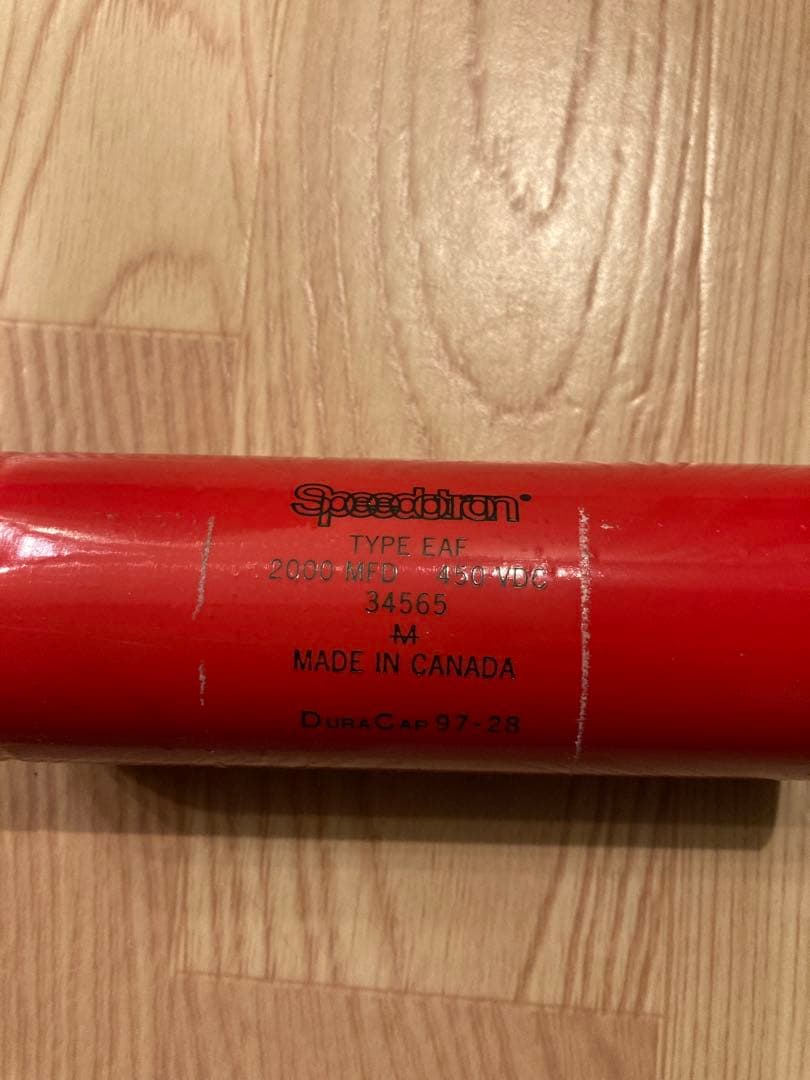 Speedotron®
TYPE EAF
2000 MFD 450 VDC
34565
M
MADE IN CANADA
DURACAP 97-28